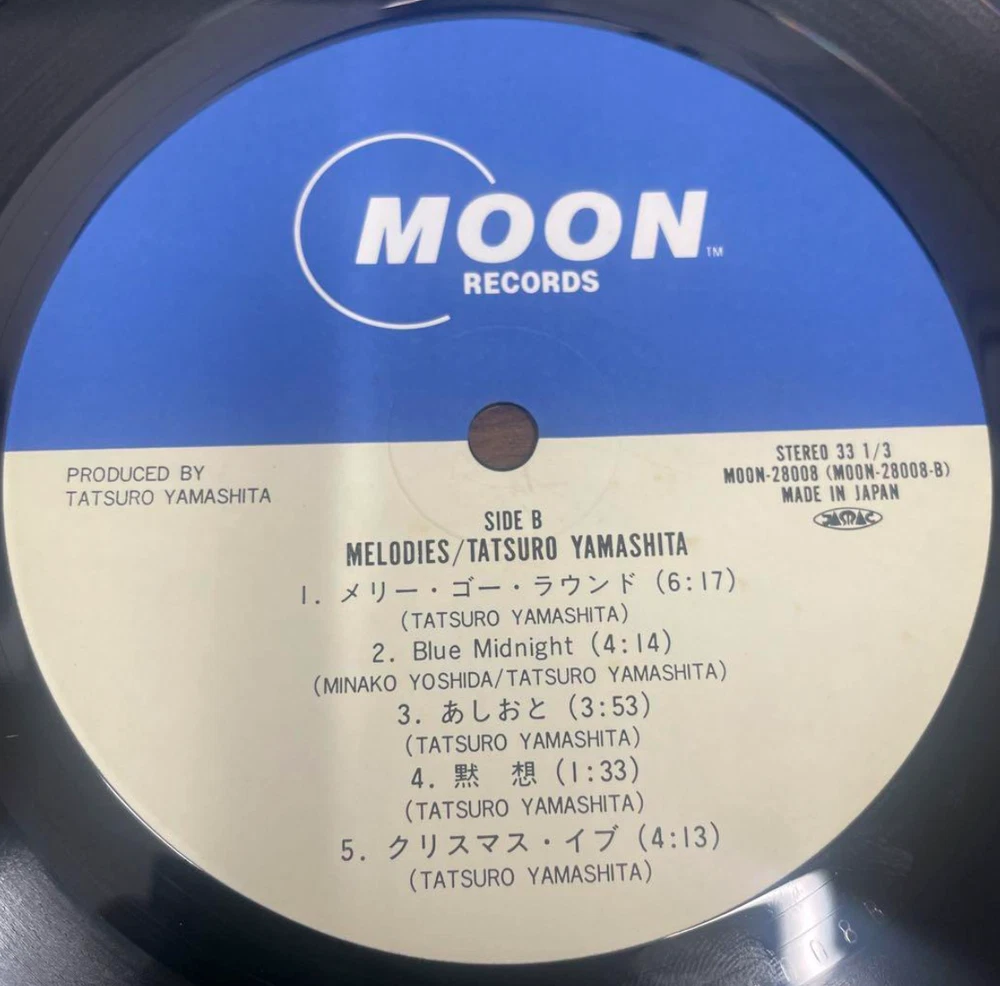 MOON™
RECORDS
PRODUCED BY
TATSURO YAMASHITA
STEREO 33 1/3
MOON-28008 (MOON-28008-B)
MADE IN JAPAN
JASRAC
SIDE B
MELODIES/TATSURO YAMASHITA
1. メリー・ゴー・ラウンド (6:17)
(TATSURO YAMASHITA)
2. Blue Midnight (4:14)
(MINAKO YOSHIDA/TATSURO YAMASHITA)
3. あしおと (3:53)
(TATSURO YAMASHITA)
4. 黙 想 (1:33)
(TATSURO YAMASHITA)
5. クリスマス・イブ (4:13)
(TATSURO YAMASHITA)